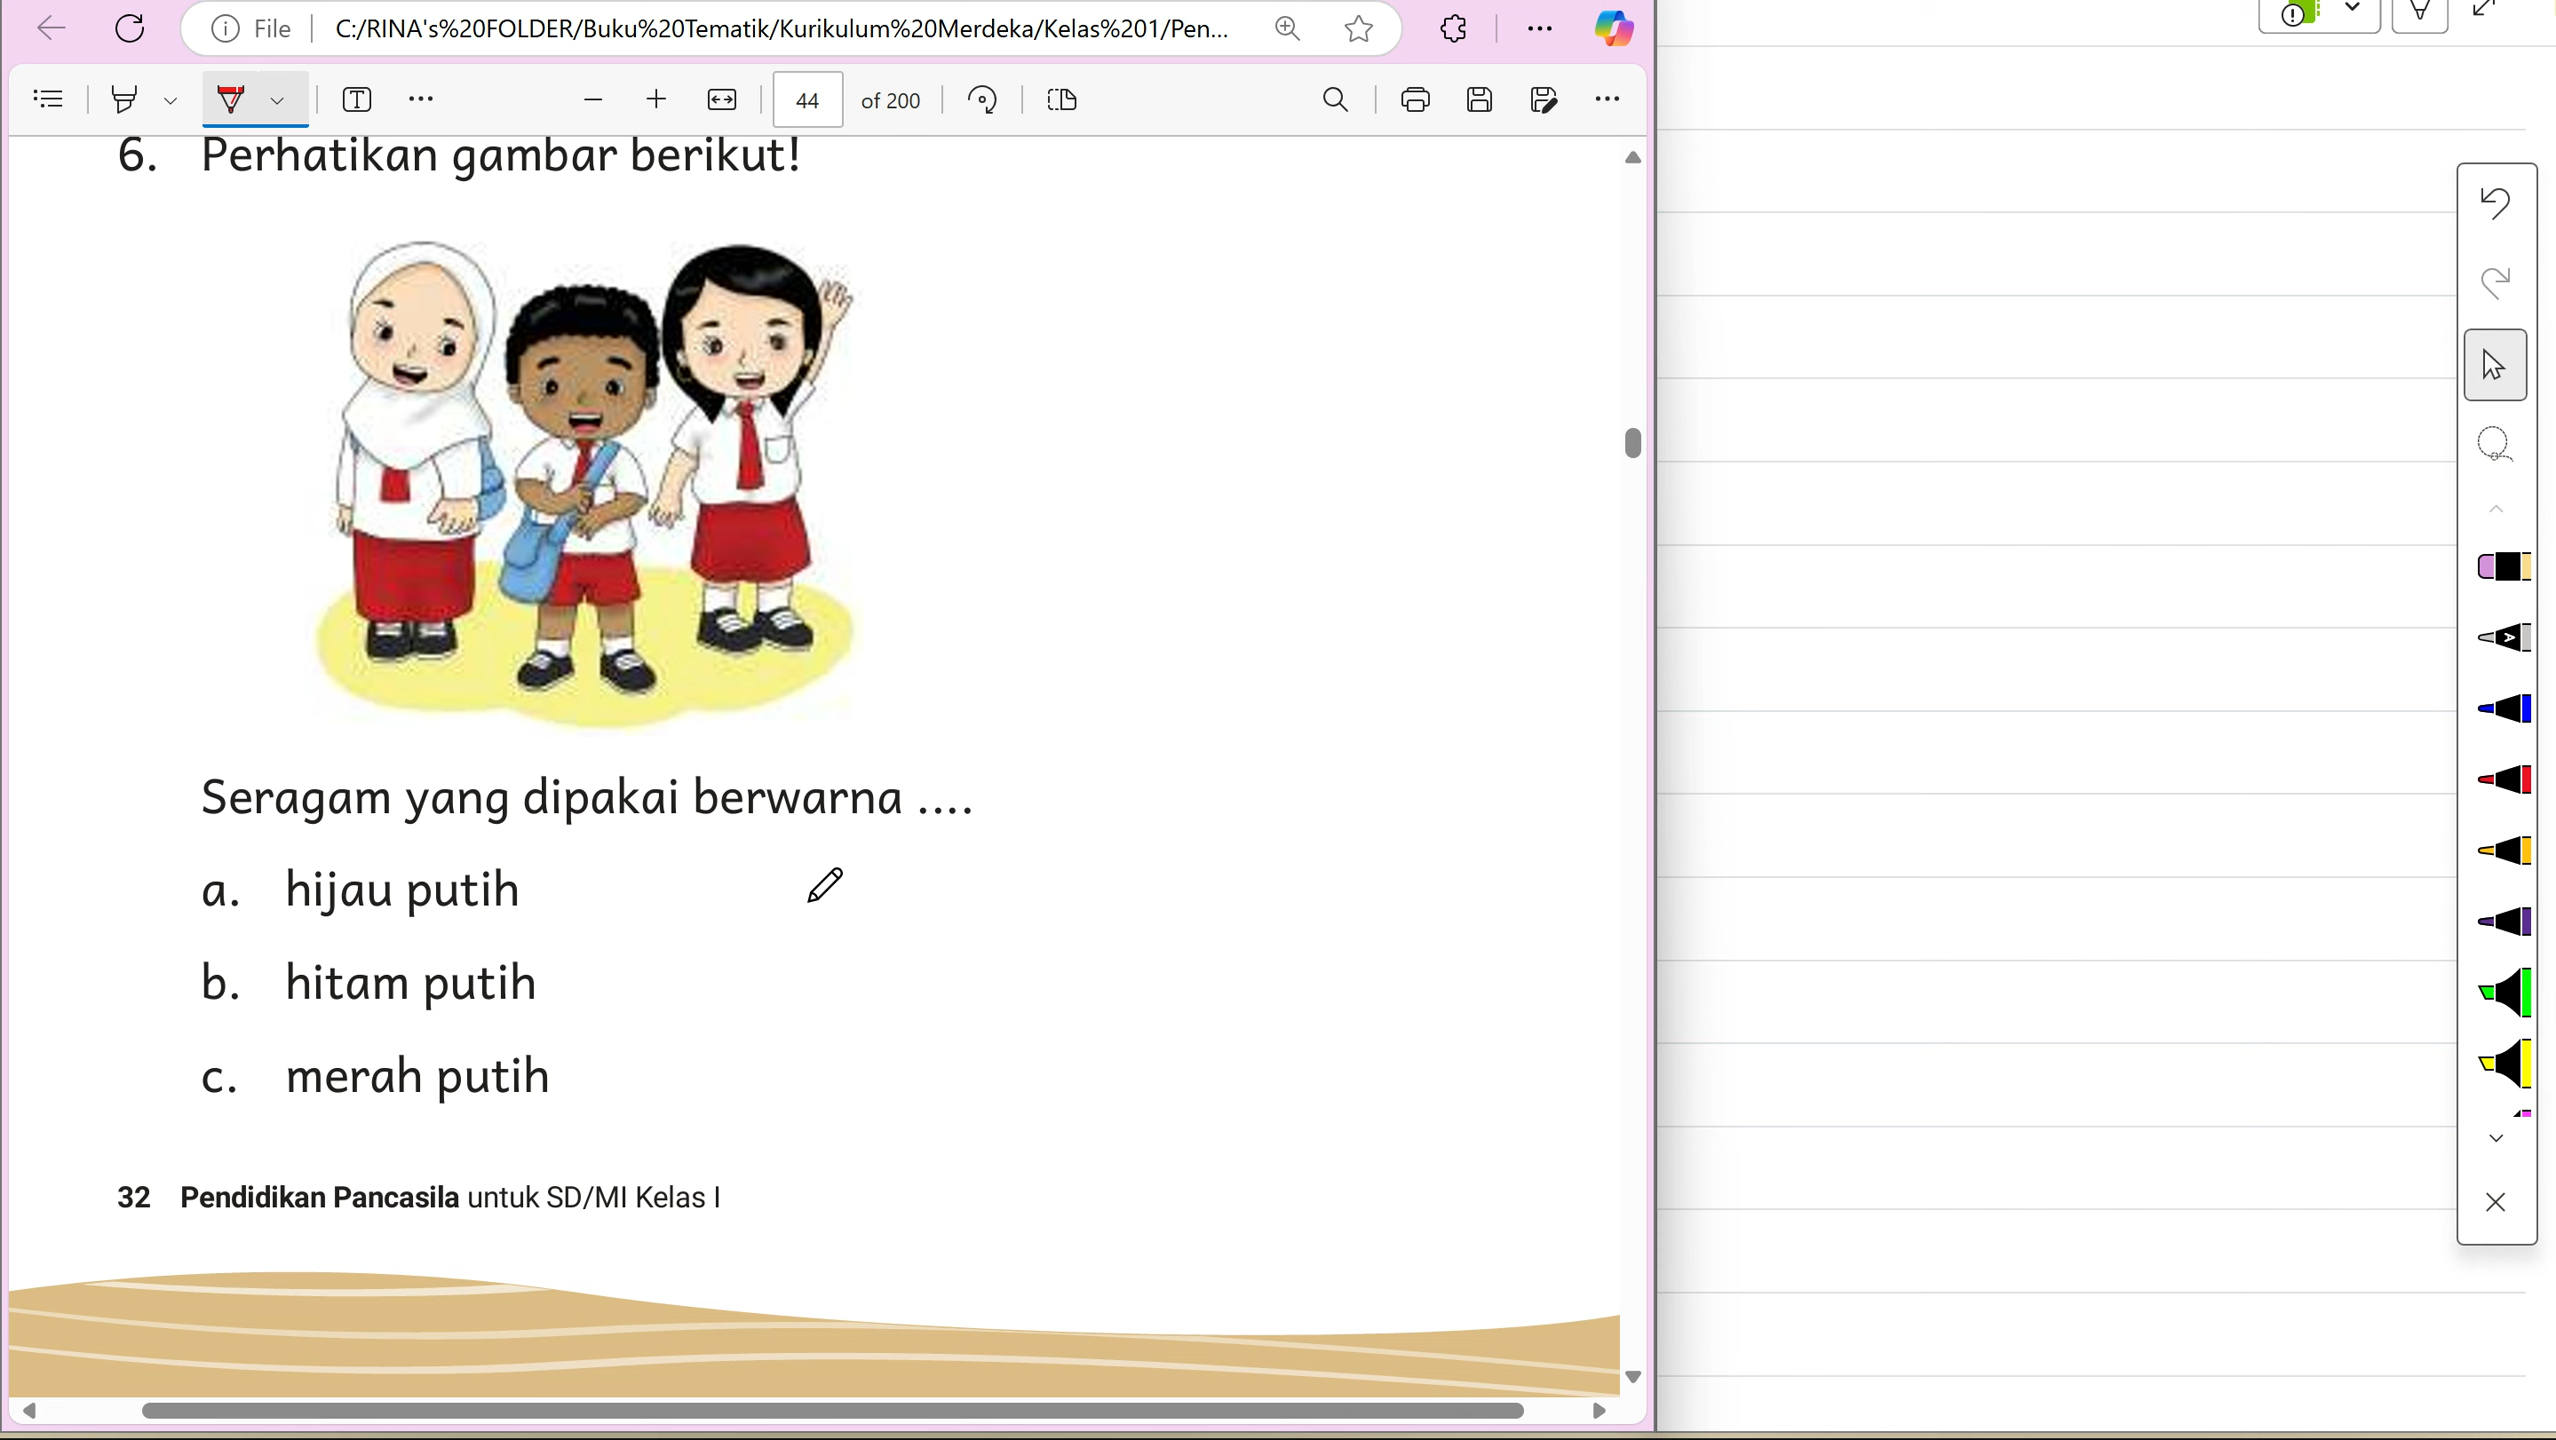 File
C:/RINA's%20FOLDER/Buku%20Tematik/Kurikulum%20Merdeka/Kelas%201/Pen...
44 of 200
6. Perhatikan gambar berikut!
Seragam yang dipakai berwarna ....
a. hijau putih
b. hitam putih
c. merah putih
32 Pendidikan Pancasila untuk SD/MI Kelas I